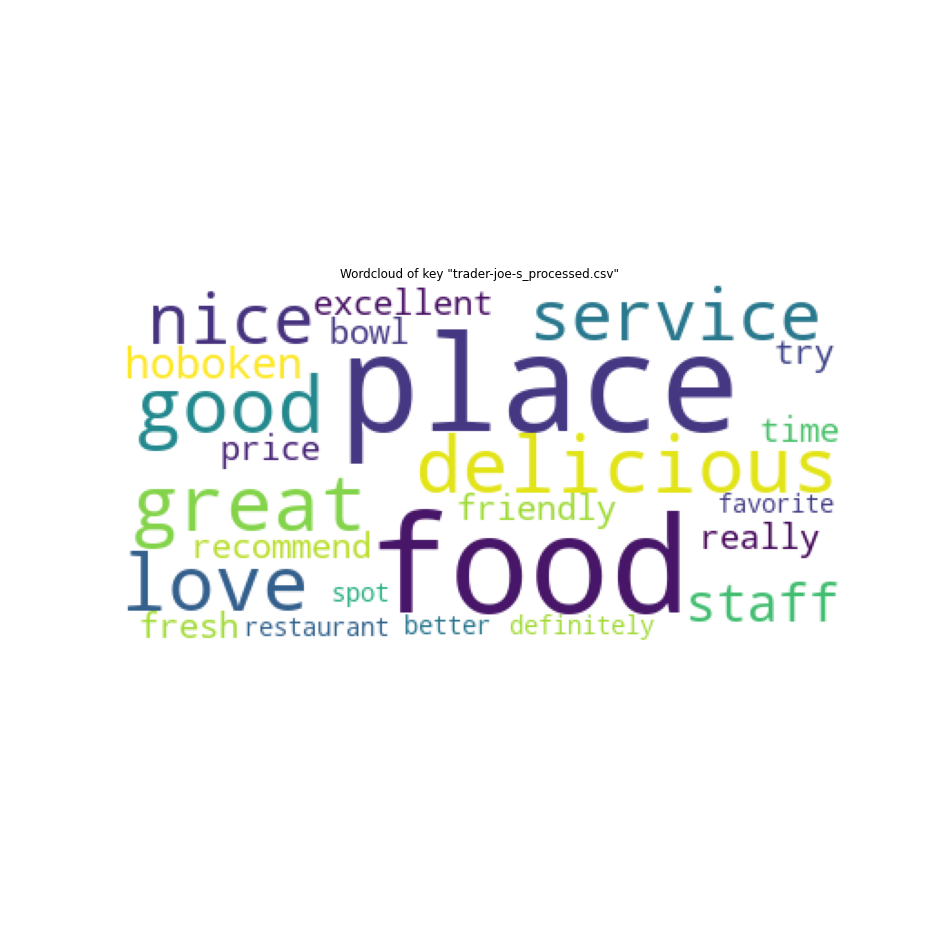 Wordcloud of key "trader-joe-s_processed.csv"
nice excellent service
bowl try
hoboken place
good time
price delicious
great friendly favorite
recommend food really
love spot staff
fresh restaurant better definitely